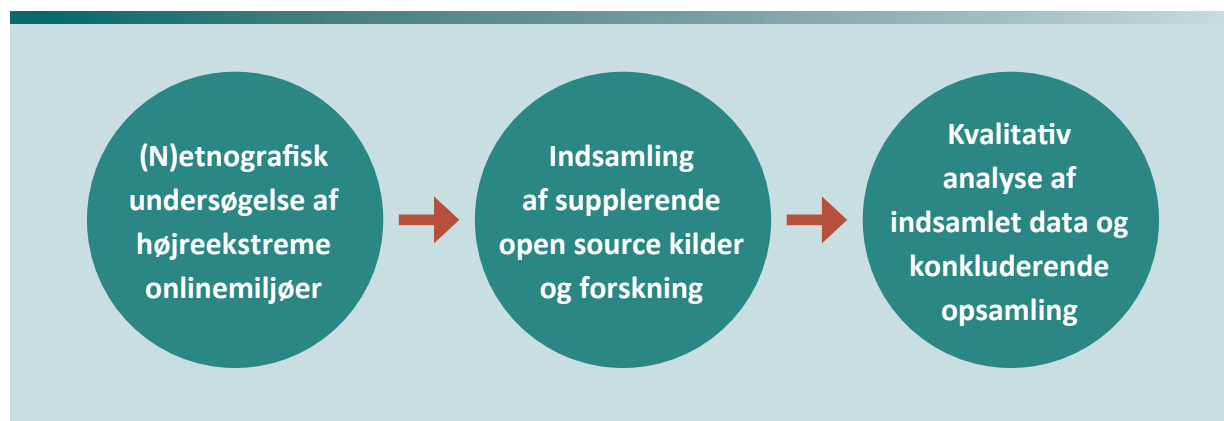 (N)etnografisk
undersøgelse af
højreekstreme
onlinemiljøer
Indsamling
af supplerende
open source kilder
og forskning
Kvalitativ
analyse af
indsamlet data og
konkluderende
opsamling